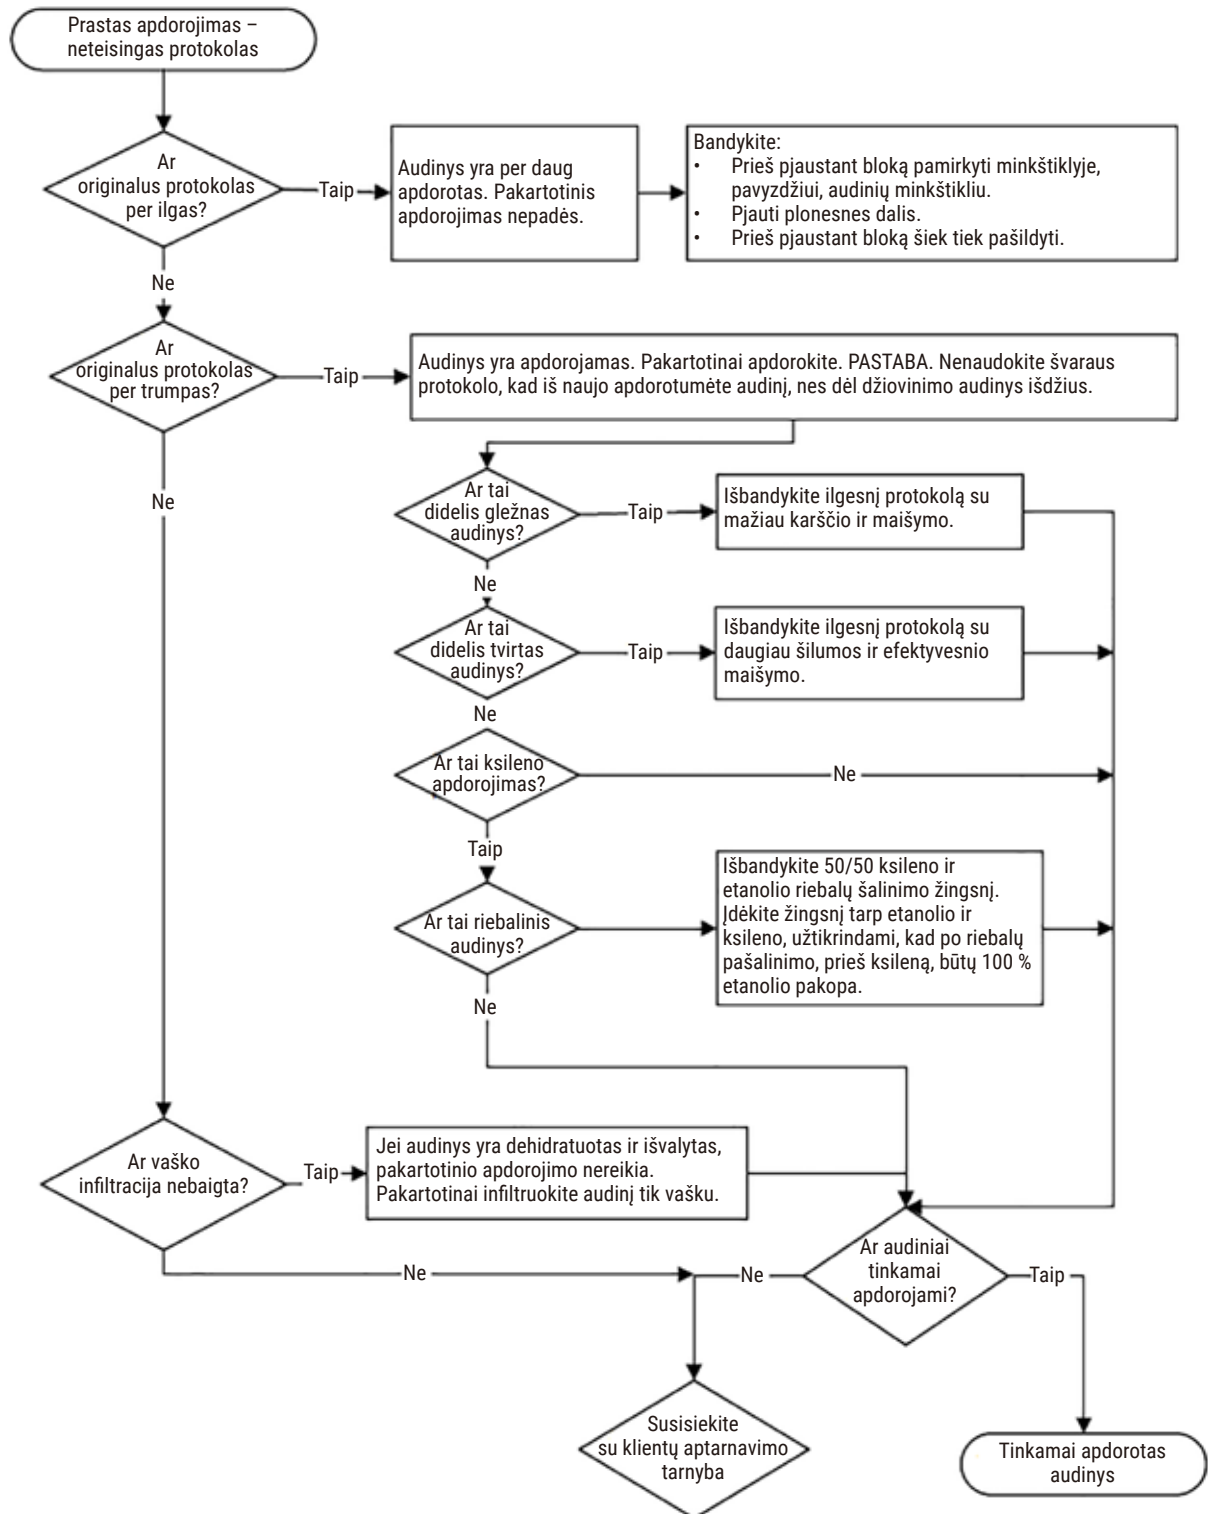 Prastas apdorojimas –
neteisingas protokolas
Ar
originalus protokolas
per ilgas?
Taip
Audinys yra per daug
apdorotas. Pakartotinis
apdorojimas nepadės.
Bandykite:
• Prieš pjaustant bloką pamirkyti minkštiklyje,
pavyzdžiui, audinių minkštikliu.
• Pjauti plonesnes dalis.
• Prieš pjaustant bloką šiek tiek pašildyti.
Ne
Ar
originalus protokolas
per trumpas?
Taip
Audinys yra apdorojamas. Pakartotinai apdorokite. PASTABA. Nenaudokite švaraus
protokolo, kad iš naujo apdorotumėte audinį, nes dėl džiovinimo audinys išdžius.
Ne
Ar tai
didelis gležnas
audinys?
Taip
Išbandykite ilgesnį protokolą su
mažiau karščio ir maišymo.
Ne
Ar tai
didelis tvirtas
audinys?
Taip
Išbandykite ilgesnį protokolą su
daugiau šilumos ir efektyvesnio
maišymo.
Ne
Ar tai ksileno
apdorojimas?
Ne
Taip
Ar tai riebalinis
audinys?
Išbandykite 50/50 ksileno ir
etanolio riebalų šalinimo žingsnį.
Įdėkite žingsnį tarp etanolio ir
ksileno, užtikrindami, kad po riebalų
pašalinimo, prieš ksileną, būtų 100 %
etanolio pakopa.
Ne
Ar vaško
infiltracija nebaigta?
Taip
Jei audinys yra dehidratuotas ir išvalytas,
pakartotinio apdorojimo nereikia.
Pakartotinai infiltruokite audinį tik vašku.
Ne
Ne
Ar audiniai
tinkamai
apdorojami?
Taip
Susisiekite
su klientų aptarnavimo
tarnyba
Tinkamai apdorotas
audinys